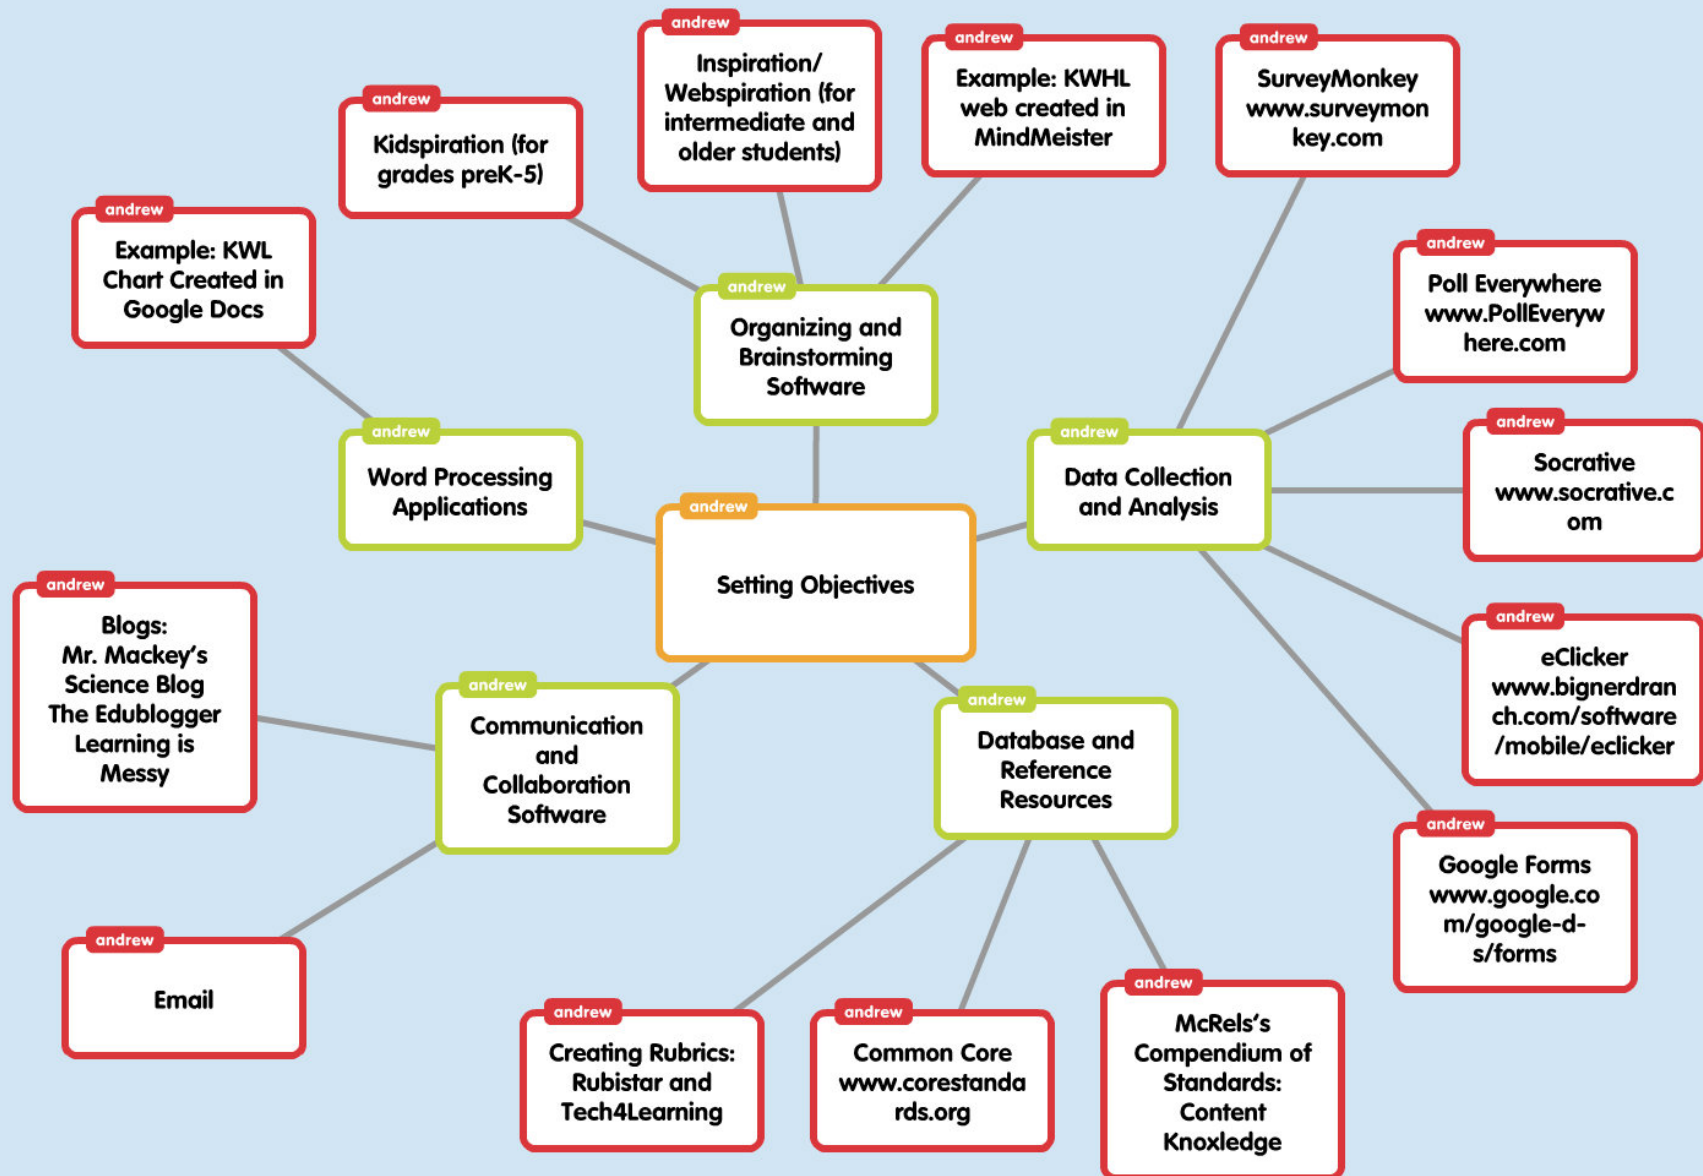 andrew
Inspiration/
Webspiration (for
intermediate and
older students)
andrew
Example: KWHL
web created in
MindMeister
andrew
SurveyMonkey
www.surveymon
key.com
andrew
Kidspiration (for
grades preK-5)
andrew
Example: KWL
Chart Created in
Google Docs
andrew
Poll Everywhere
www.PollEveryw
here.com
andrew
Organizing and
Brainstorming
Software
andrew
Word Processing
Applications
andrew
Data Collection
and Analysis
andrew
Socrative
www.socrative.c
om
andrew
Setting Objectives
andrew
Blogs:
Mr. Mackey's
Science Blog
The Edublogger
Learning is
Messy
andrew
eClicker
www.bignerdran
ch.com/software
/mobile/eclicker
andrew
Communication
and
Collaboration
Software
andrew
Database and
Reference
Resources
andrew
Google Forms
www.google.co
m/google-d-
s/forms
andrew
Email
andrew
Creating Rubrics:
Rubistar and
Tech4Learning
andrew
Common Core
www.corestanda
rds.org
andrew
McRels's
Compendium of
Standards:
Content
Knoxledge